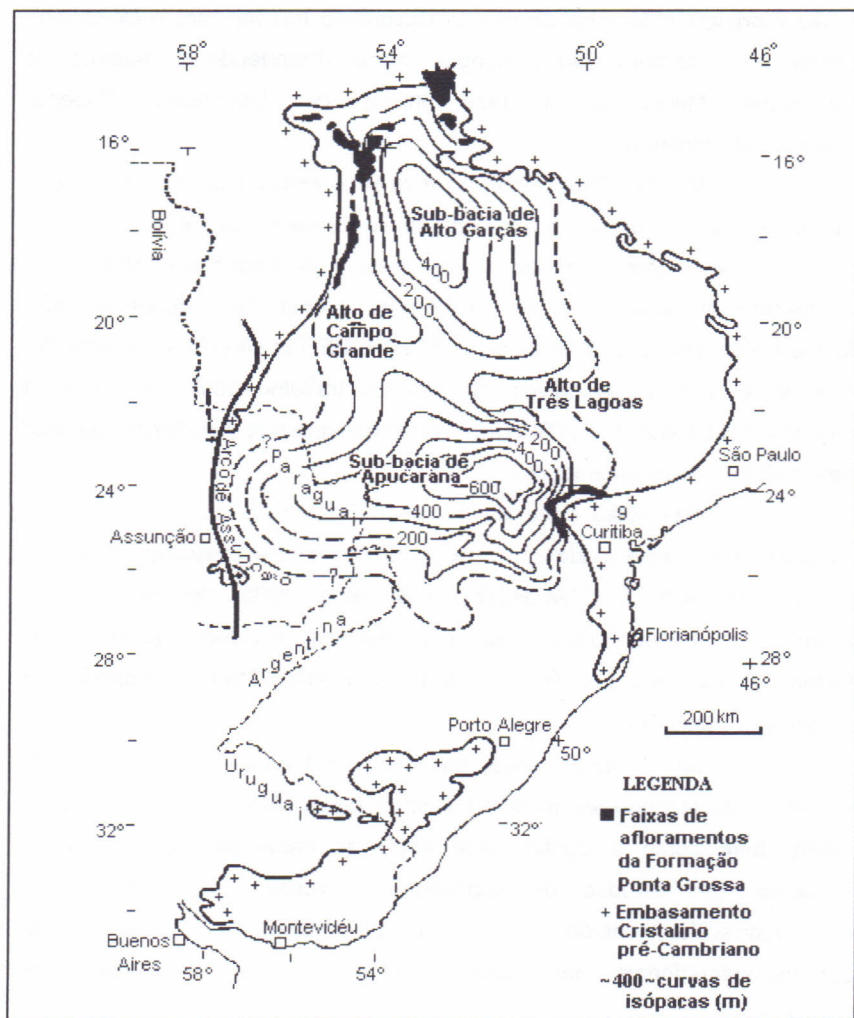 58°
54°
50°
46°
16°
16°
Bolívia
Sub-bacia de
Alto Garças
400
200
Alto de
Campo
Grande
20°
20°
Alto de
Três Lagoas
200
400
600
Sub-bacia de
Apucarana
?
Paraguai
São Paulo
24°
24°
400
200
Arco de Assunção
Assunção
9
Curitiba
?
Argentina
Florianópolis
28°
28°
46°
200 km
Porto Alegre
50°
Uruguai
LEGENDA
Faixas de
afloramentos
da Formação
Ponta Grossa
+ Embasamento
Cristalino
pré-Cambriano
~400~curvas de
isópacas (m)
32°
32°
Buenos
Aires
Montevidéu
58°
54°